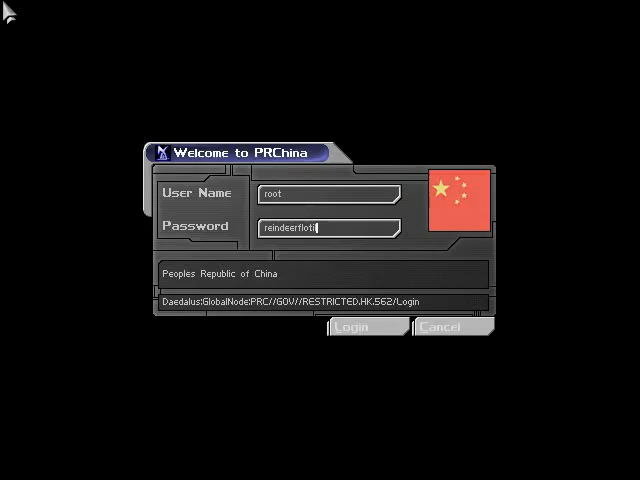 Welcome to PRChina
User Name
root
Password
reindeerfloti
Peoples Republic of China
Daedalus:GlobalNode:PRC//GOV//RESTRICTED.HK.562/Login
Login
Cancel